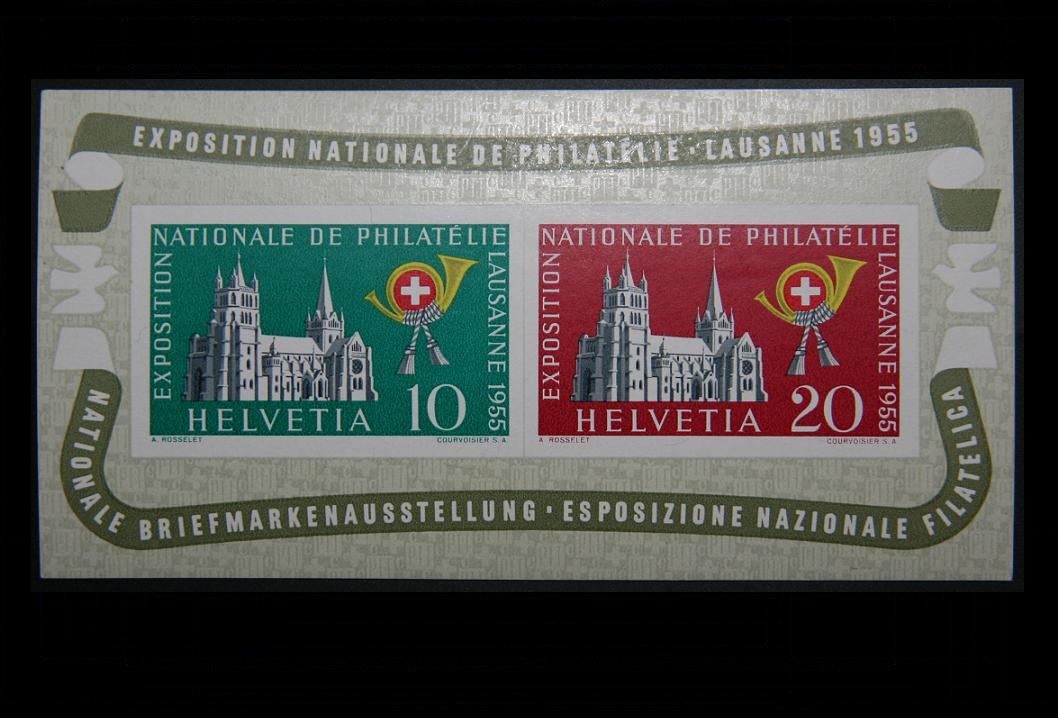 EXPOSITION NATIONALE DE PHILATÉLIE · LAUSANNE 1955
EXPOSITION
NATIONALE DE PHILATÉLIE
LAUSANNE 1955
HELVETIA 10
A. ROSSELET COURVOISIER S. A.
EXPOSITION
NATIONALE DE PHILATÉLIE
LAUSANNE 1955
HELVETIA 20
A. ROSSELET COURVOISIER S. A.
NATIONALE BRIEFMARKENAUSSTELLUNG · ESPOSIZIONE NAZIONALE FILATELICA